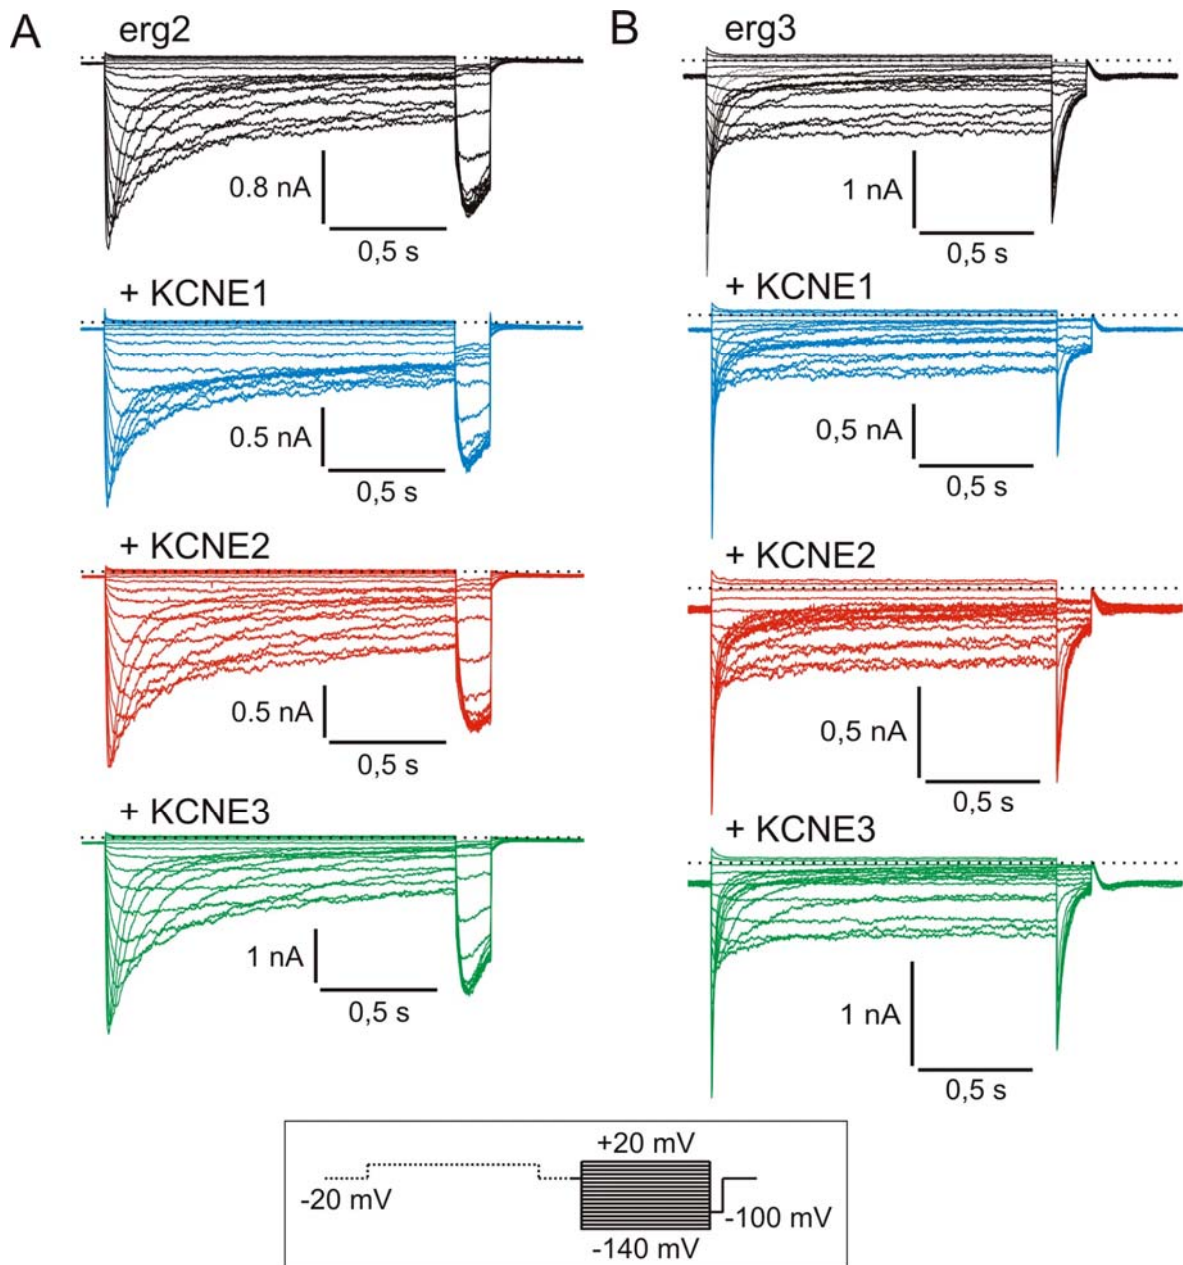 A
erg2
0.8 nA
0,5 s
+ KCNE1
0.5 nA
0,5 s
+ KCNE2
0.5 nA
0,5 s
+ KCNE3
1 nA
0,5 s
B
erg3
1 nA
0,5 s
+ KCNE1
0,5 nA
0,5 s
+ KCNE2
0,5 nA
0,5 s
+ KCNE3
1 nA
0,5 s
+20 mV
-20 mV
-100 mV
-140 mV